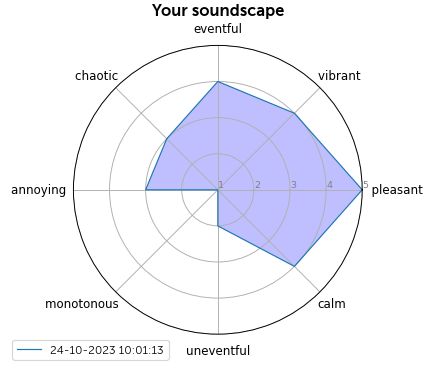 Your soundscape
eventful
chaotic
vibrant
annoying
1 2 3 4 5
pleasant
monotonous
calm
uneventful
24-10-2023 10:01:13